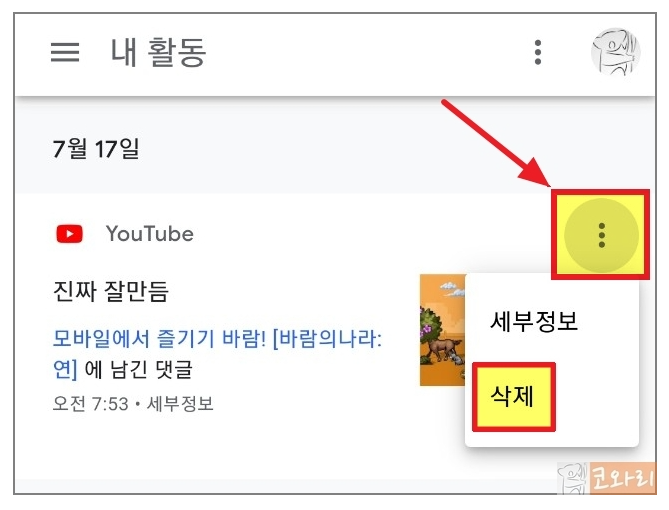 내 활동
7월 17일
YouTube
진짜 잘만듬
세부정보
모바일에서 즐기기 바람! [바람의나라:
연] 에 남긴 댓글
삭제
오전 7:53 • 세부정보
코와리